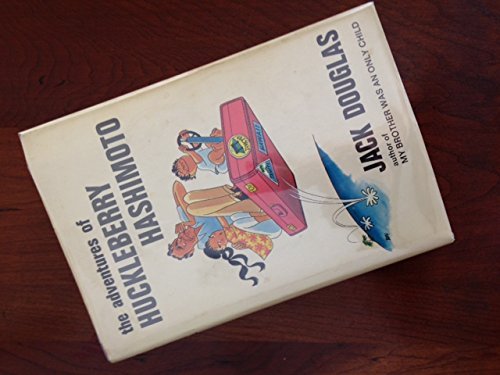 the adventures of
HUCKLEBERRY
HASHIMOTO
JACK DOUGLAS
author of
MY BROTHER WAS AN ONLY CHILD